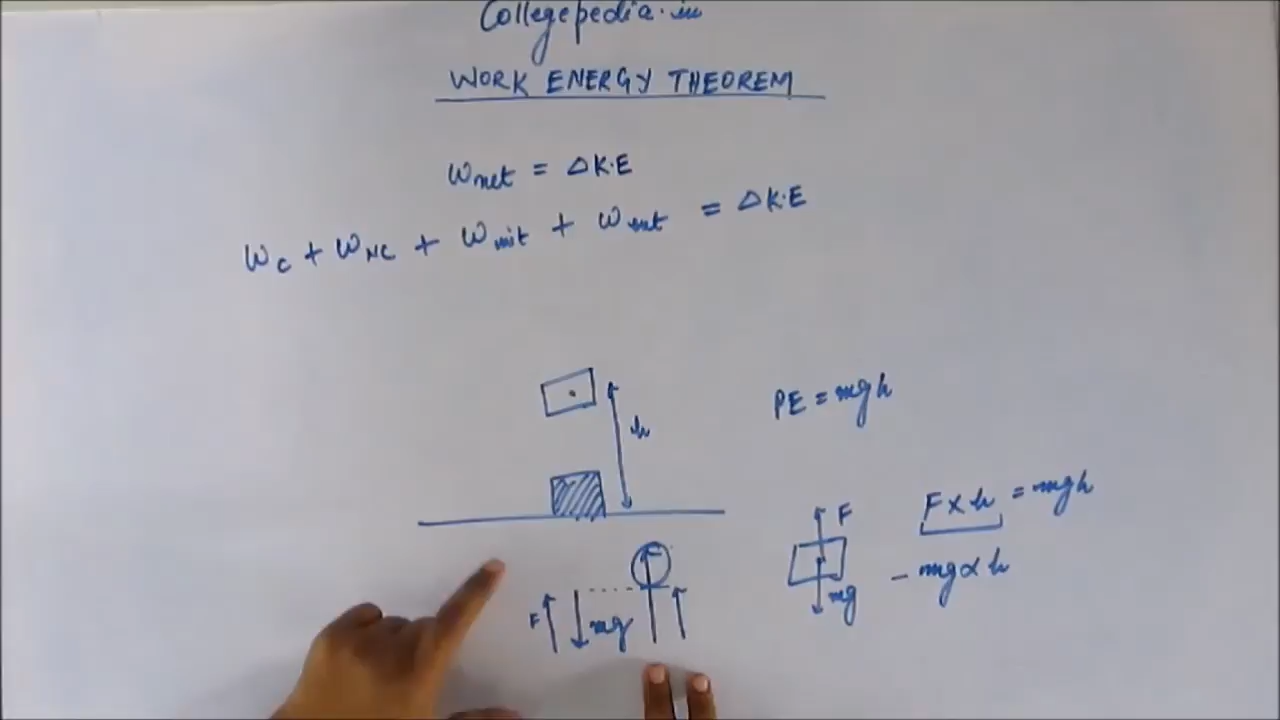 Collegepedia.in
WORK ENERGY THEOREM
Wnet = ΔK.E
Wc + WNC + Wint + Wext = ΔK.E
h
PE = mgh
F
F x h = mgh
- mg x h
mg
F
mg